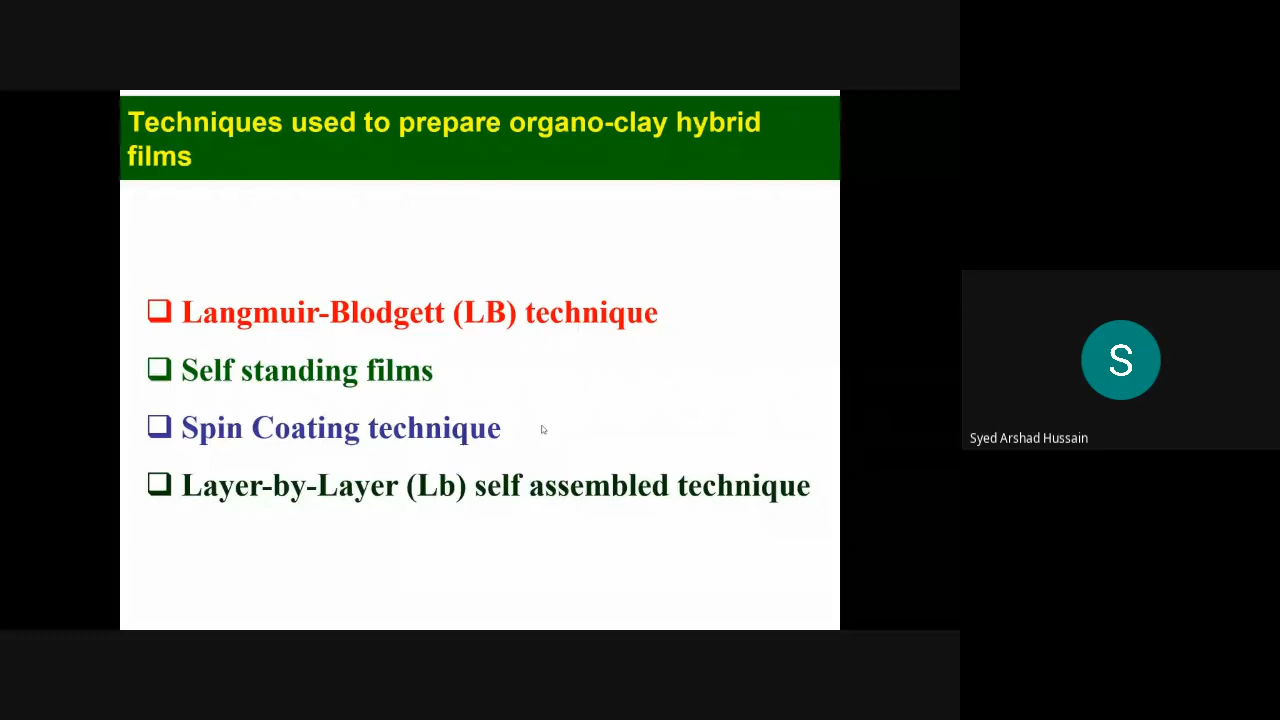 Techniques used to prepare organo-clay hybrid
films
Langmuir-Blodgett (LB) technique
Self standing films
Spin Coating technique
Layer-by-Layer (Lb) self assembled technique
S
Syed Arshad Hussain